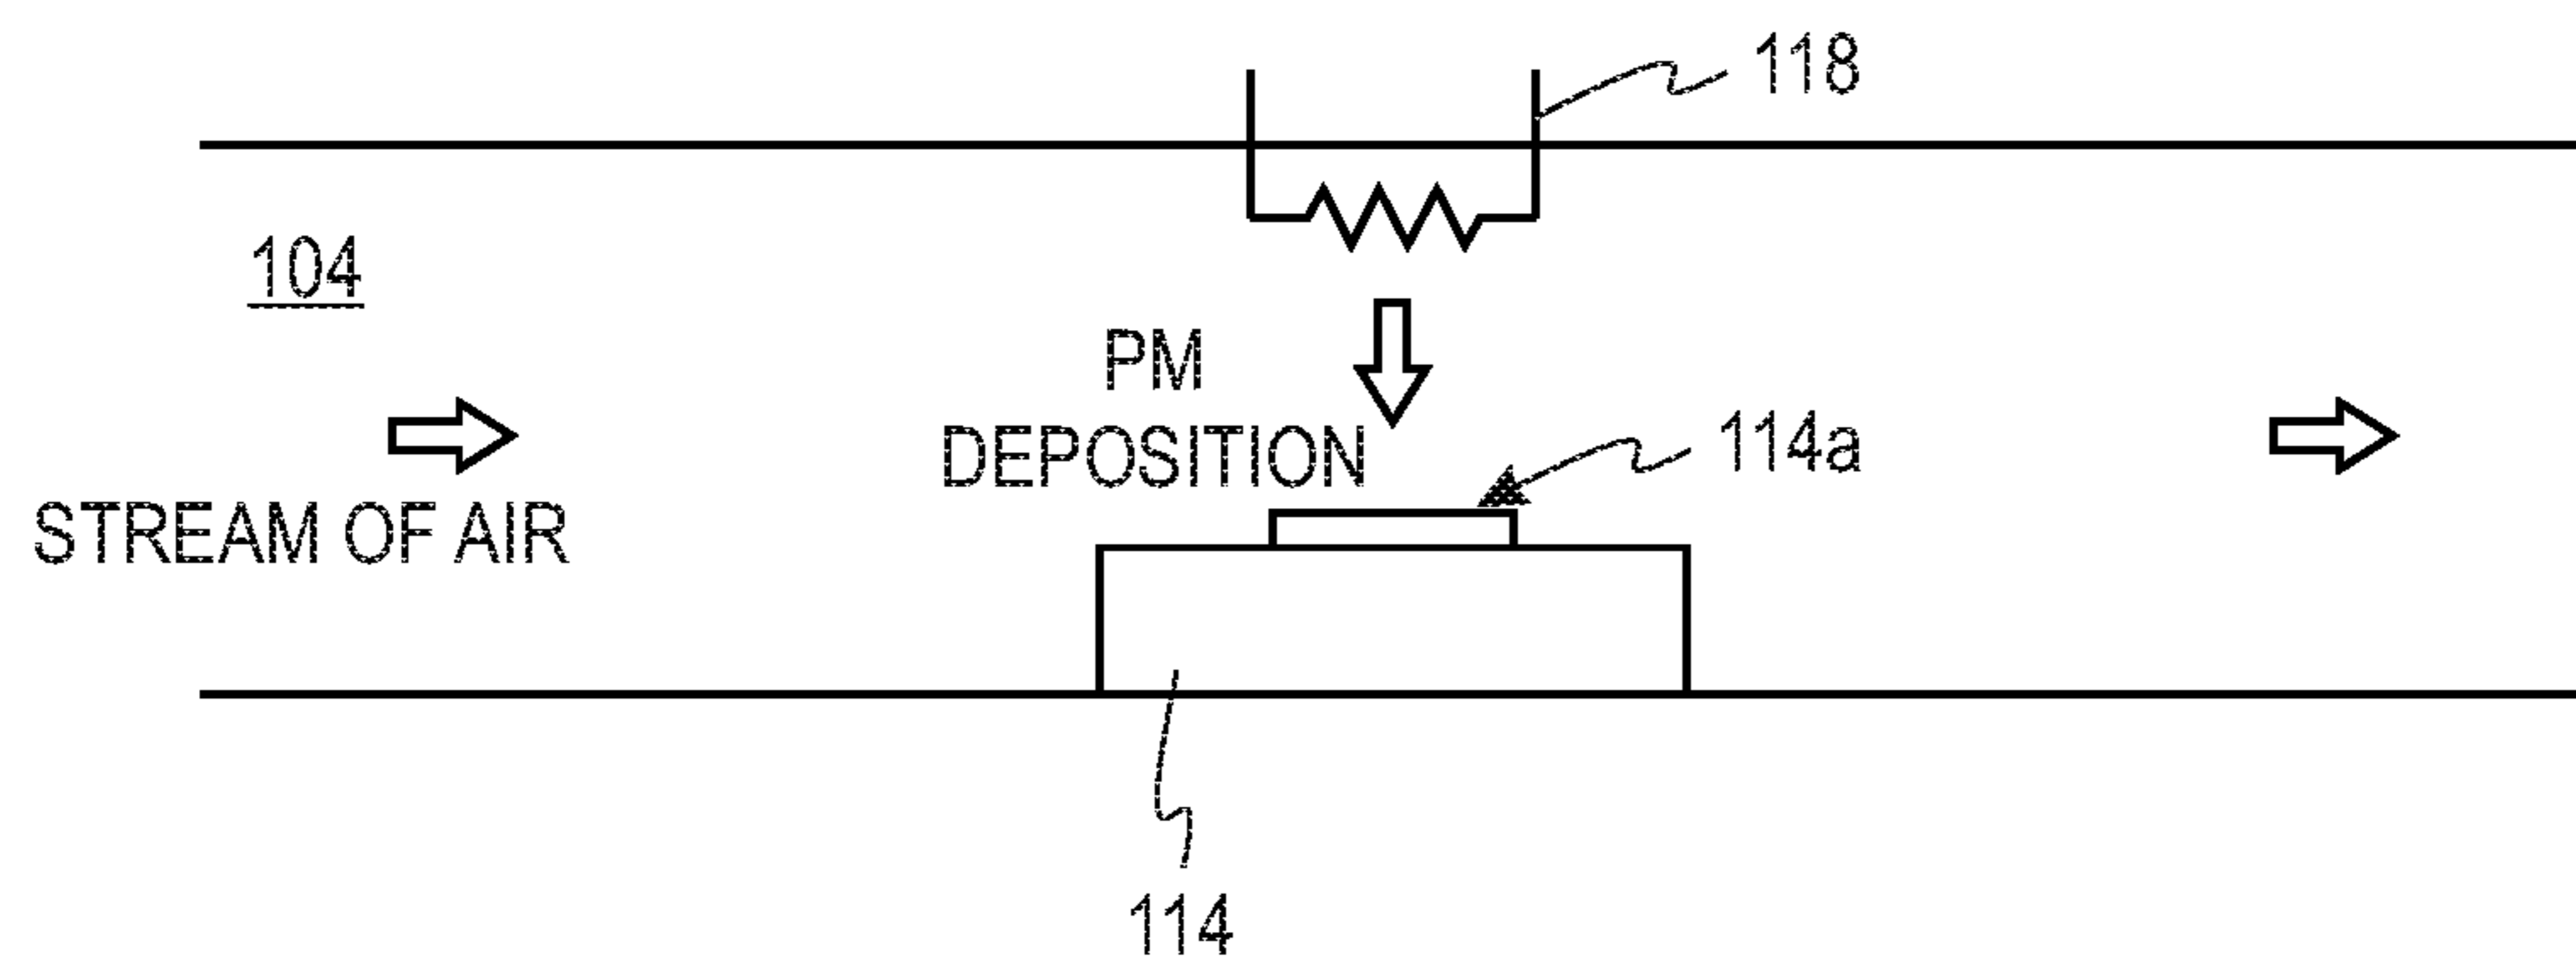 118
104
PM
DEPOSITION
114a
STREAM OF AIR
114